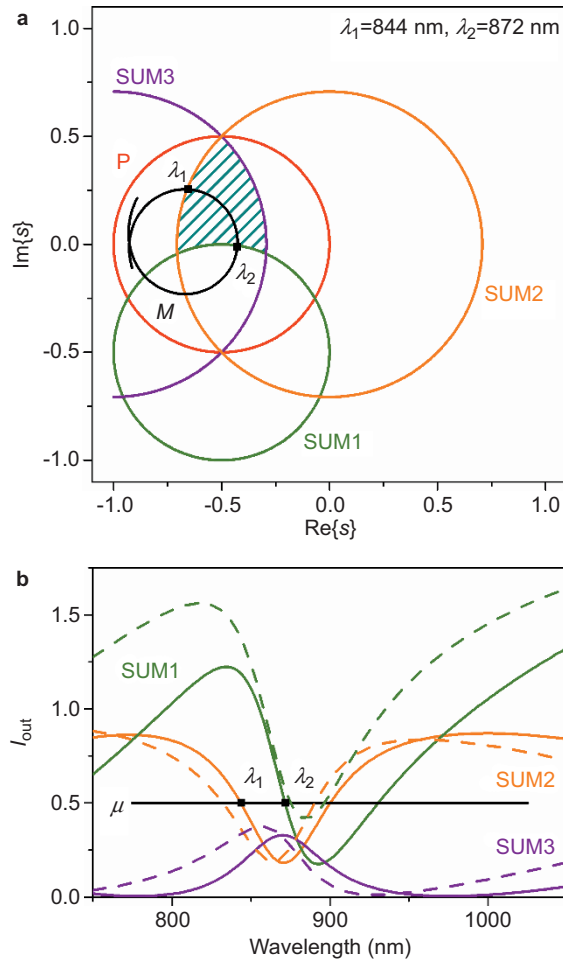 a
λ1=844 nm, λ2=872 nm
1.0
0.5
0.0
-0.5
-1.0
Im{s}
SUM3
P
λ1
λ2
M
SUM2
SUM1
-1.0 -0.5 0.0 0.5 1.0
Re{s}
b
1.5
1.0
0.5
0.0
Iout
SUM1
λ1 λ2
μ
SUM2
SUM3
800 900 1000
Wavelength (nm)